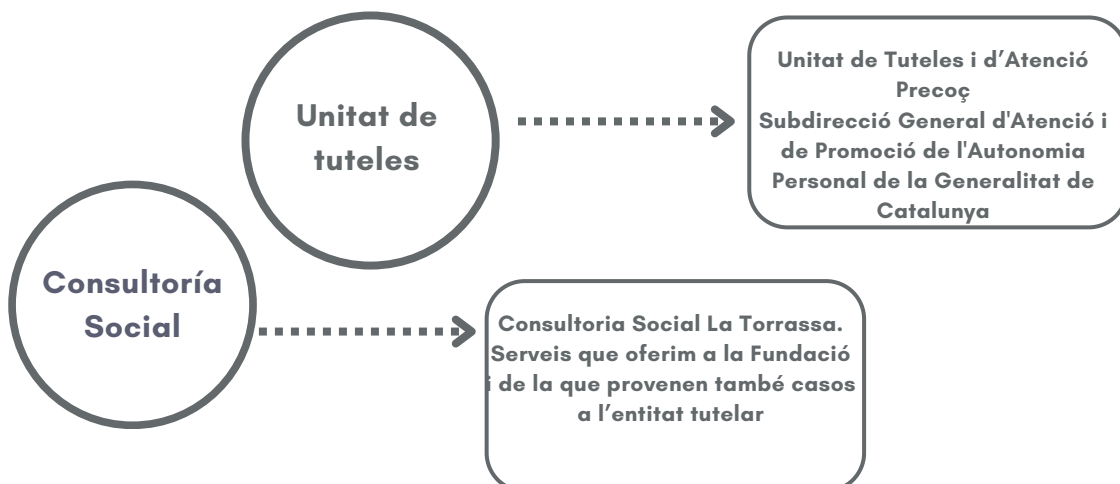 Unitat de
tuteles
Unitat de Tuteles i d’Atenció
Precoç
Subdirecció General d'Atenció i
de Promoció de l'Autonomia
Personal de la Generalitat de
Catalunya
Consultoría
Social
Consultoria Social La Torrassa.
Serveis que oferim a la Fundació
i de la que provenen també casos
a l’entitat tutelar